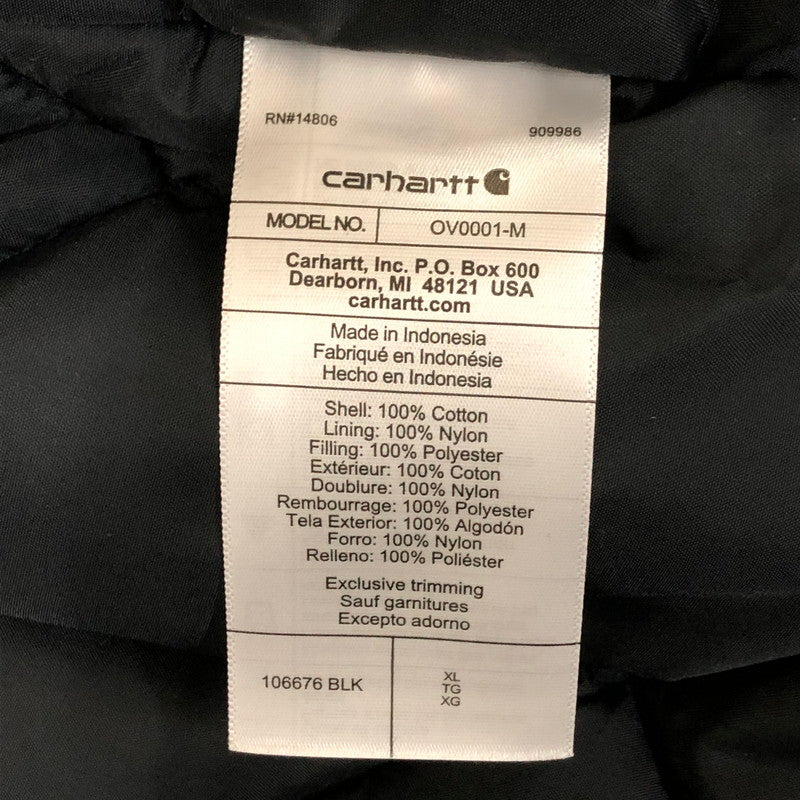 RN#14806
909986
carhartt
MODEL NO. OV0001-M
Carhartt, Inc. P.O. Box 600
Dearborn, MI 48121 USA
carhartt.com
Made in Indonesia
Fabriqué en Indonésie
Hecho en Indonesia
Shell: 100% Cotton
Lining: 100% Nylon
Filling: 100% Polyester
Extérieur: 100% Coton
Doublure: 100% Nylon
Rembourrage: 100% Polyester
Tela Exterior: 100% Algodón
Forro: 100% Nylon
Relleno: 100% Poliéster
Exclusive trimming
Sauf garnitures
Excepto adorno
106676 BLK
XL
TG
XG